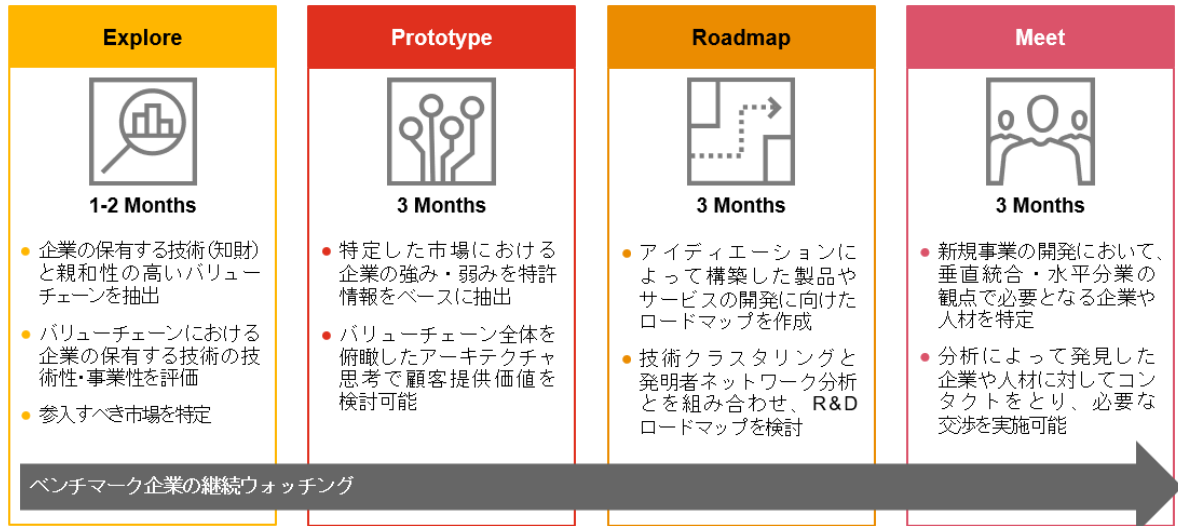 Explore
1-2 Months
企業の保有する技術(知財)
と親和性の高いバリュー
チェーンを抽出
バリューチェーンにおける
企業の保有する技術の技
術性・事業性を評価
参入すべき市場を特定
Prototype
3 Months
特定した市場における
企業の強み・弱みを特許
情報をベースに抽出
バリューチェーン全体を
俯瞰したアーキテクチャ
思考で顧客提供価値を
検討可能
Roadmap
3 Months
アイディエーションに
よって構築した製品や
サービスの開発に向けた
ロードマップを作成
技術クラスタリングと
発明者ネットワーク分析
とを組み合わせ、R&D
ロードマップを検討
Meet
3 Months
新規事業の開発において、
垂直統合・水平分業の
観点で必要となる企業や
人材を特定
分析によって発見した
企業や人材に対してコン
タクトをとり、必要な
交渉を実施可能
ベンチマーク企業の継続ウォッチング